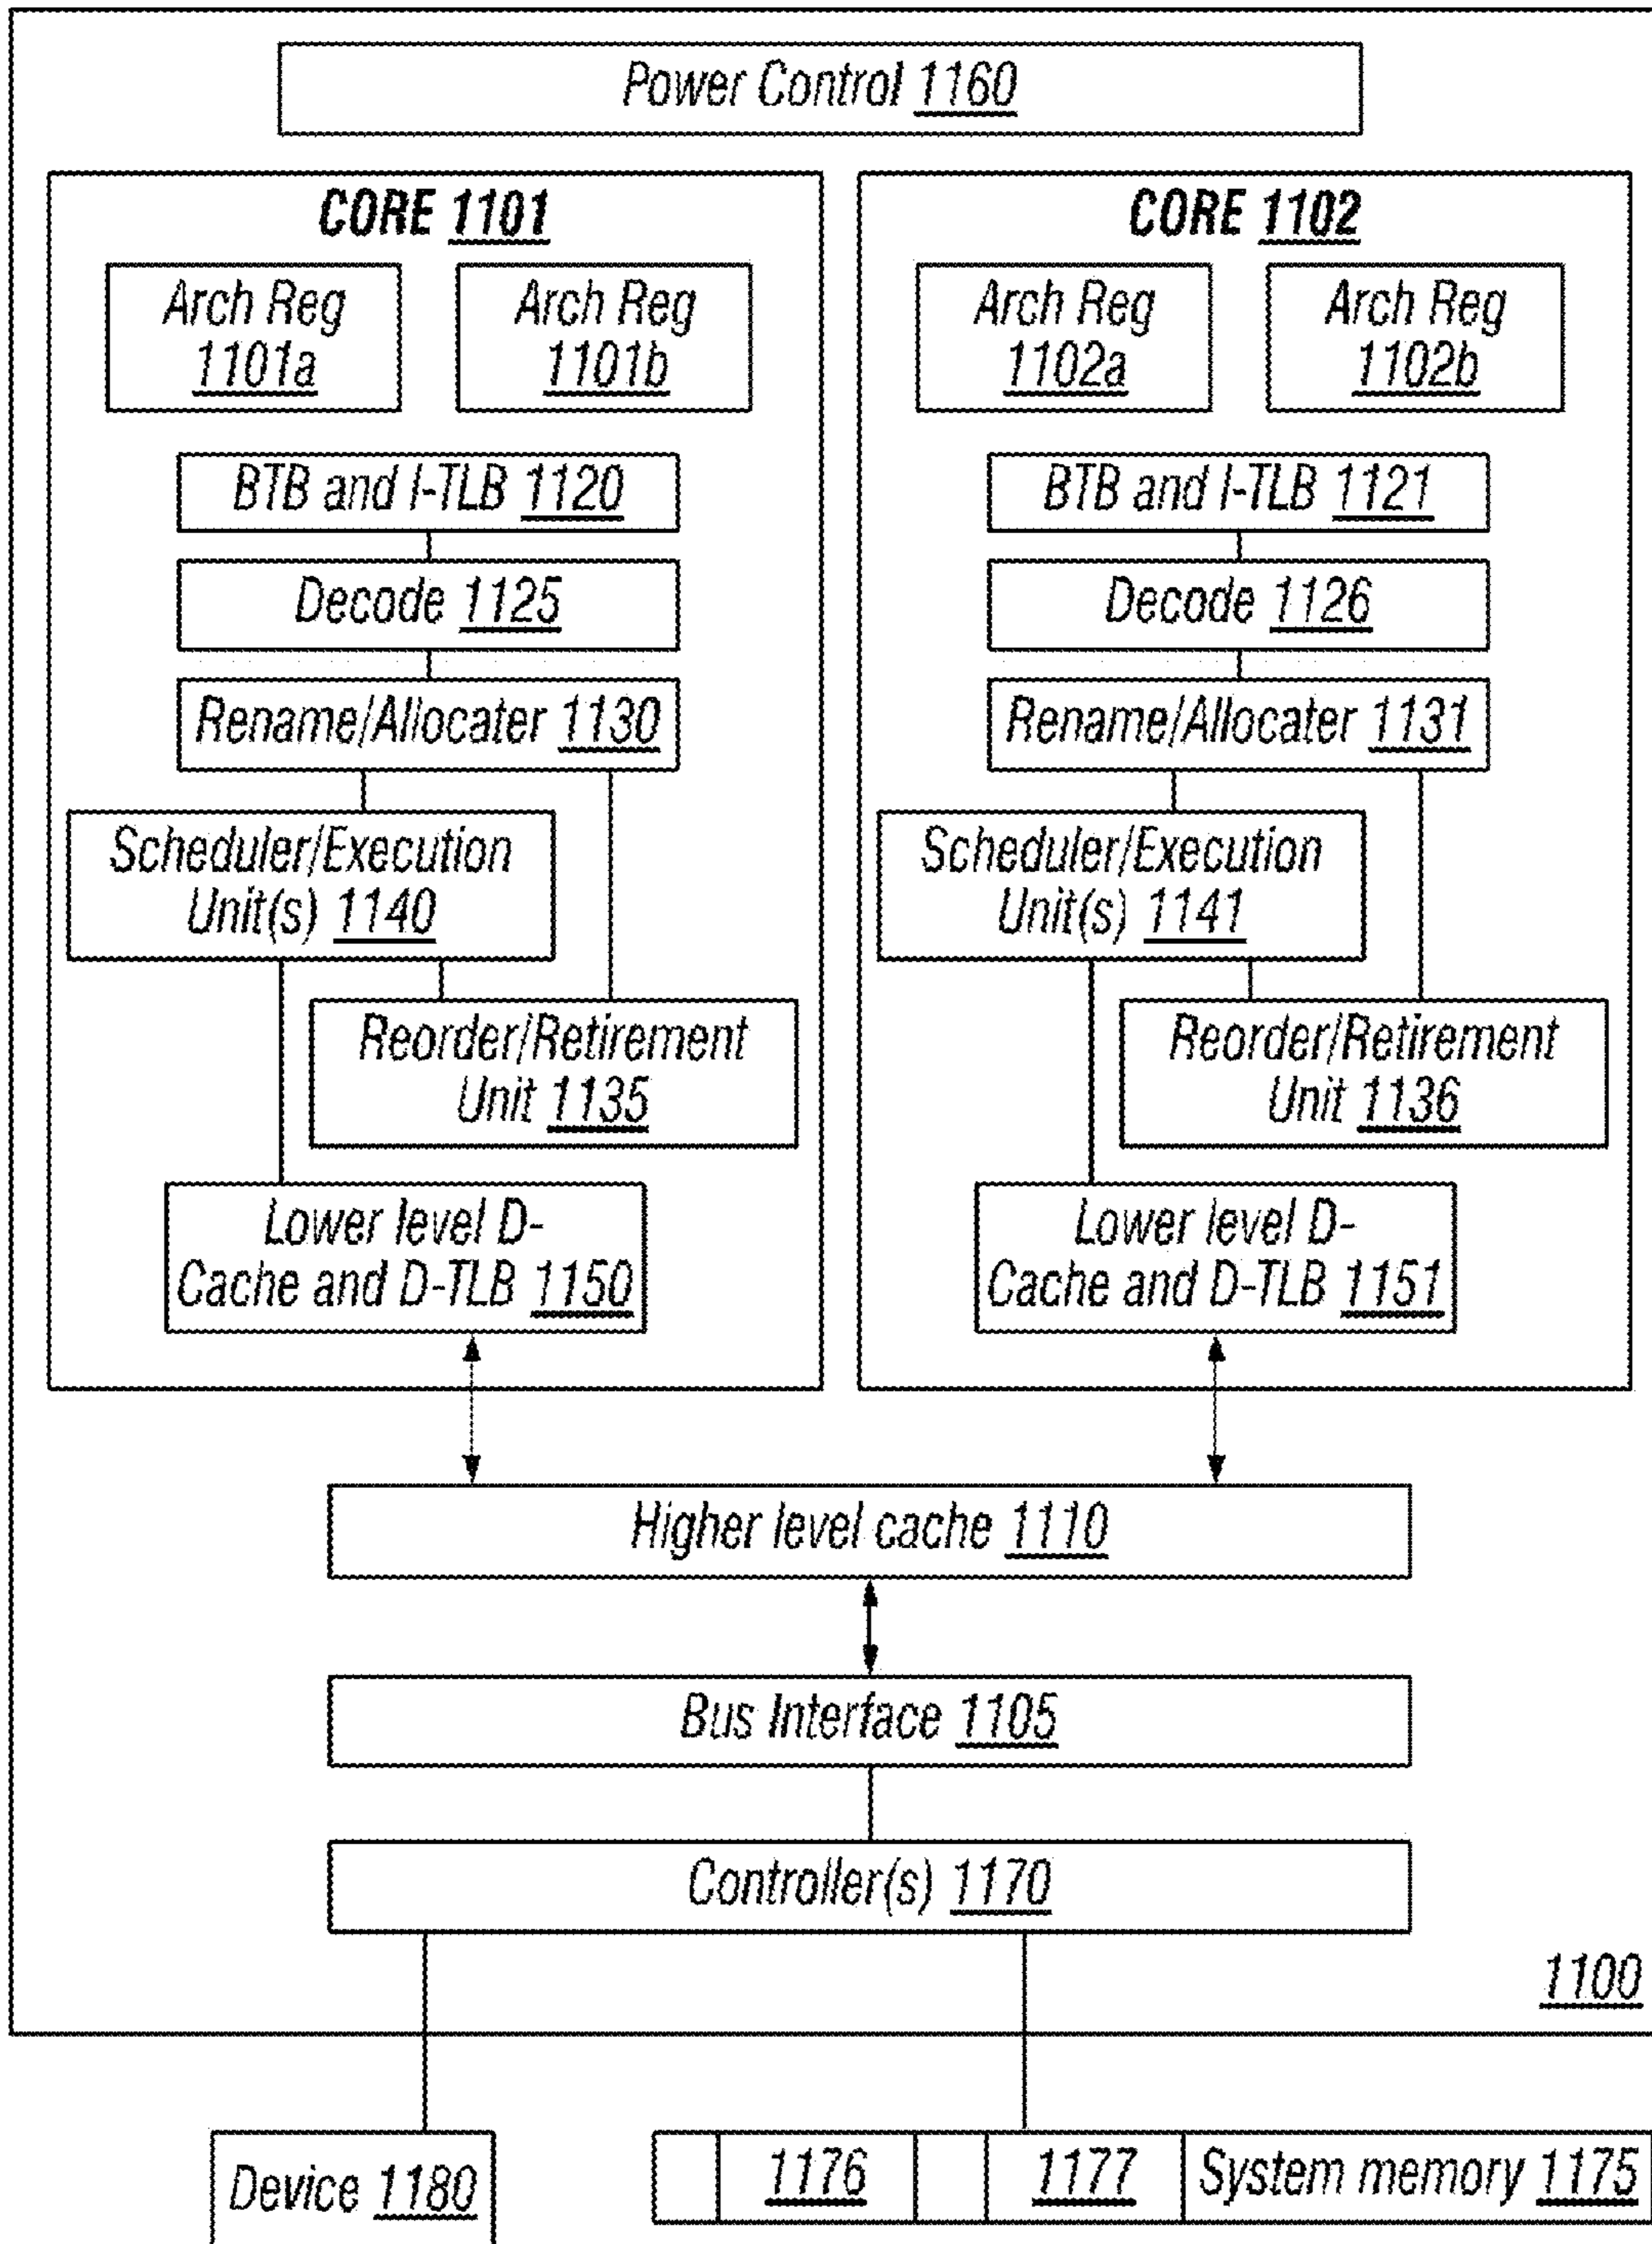 Power Control 1160
CORE 1101
Arch Reg
1101a
Arch Reg
1101b
BTB and I-TLB 1120
Decode 1125
Rename/Allocater 1130
Scheduler/Execution
Unit(s) 1140
Reorder/Retirement
Unit 1135
Lower level D-
Cache and D-TLB 1150
CORE 1102
Arch Reg
1102a
Arch Reg
1102b
BTB and I-TLB 1121
Decode 1126
Rename/Allocater 1131
Scheduler/Execution
Unit(s) 1141
Reorder/Retirement
Unit 1136
Lower level D-
Cache and D-TLB 1151
Higher level cache 1110
Bus Interface 1105
Controller(s) 1170
1100
Device 1180
1176
1177
System memory 1175